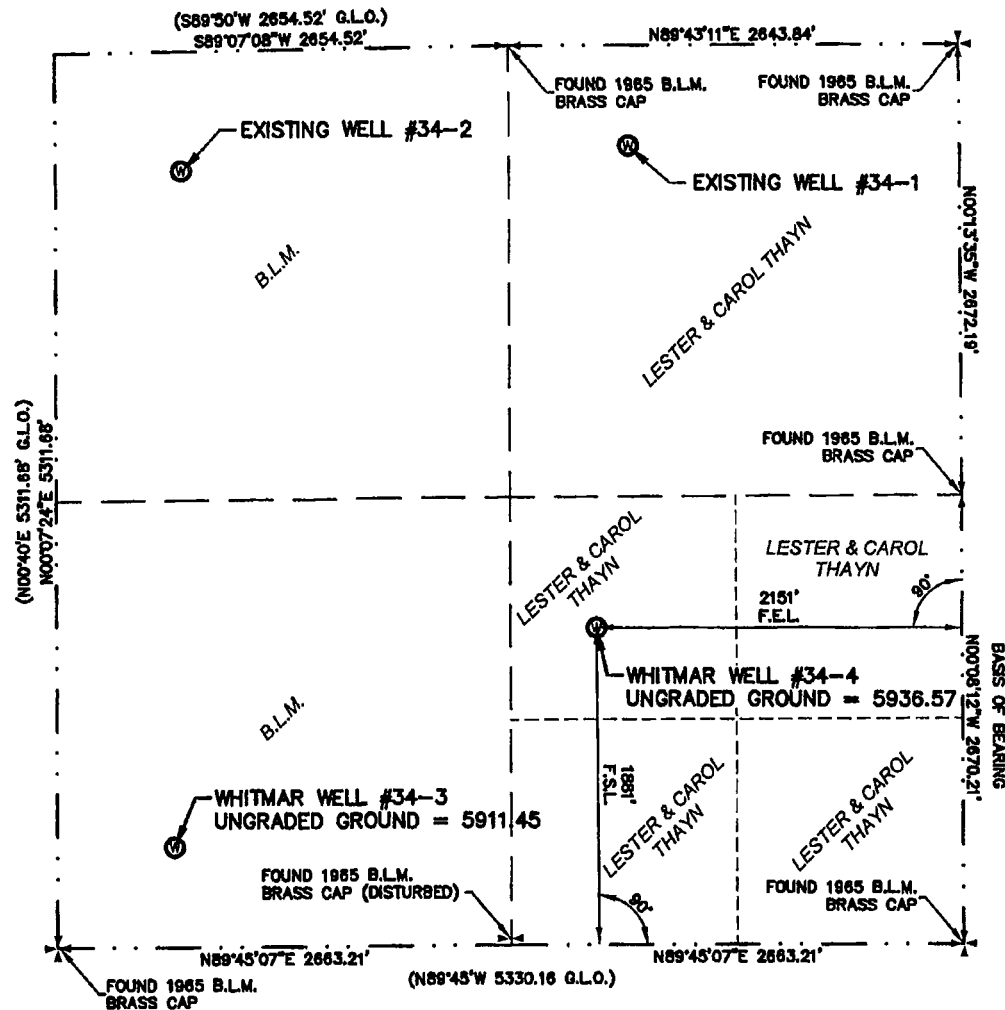 (S89°50'W 2654.52' G.L.O.)
S89°07'08"W 2654.52'
N89°43'11"E 2643.84'
FOUND 1965 B.L.M.
BRASS CAP
FOUND 1965 B.L.M.
BRASS CAP
EXISTING WELL #34-2
EXISTING WELL #34-1
B.L.M.
LESTER & CAROL THAYN
N00°13'35"W 2672.19'
(N00°40'E 5311.68' G.L.O.)
N00°07'24"E 5311.68'
FOUND 1965 B.L.M.
BRASS CAP
LESTER & CAROL
THAYN
LESTER & CAROL
THAYN
90°
2151'
F.E.L.
WHITMAR WELL #34-4
UNGRADED GROUND = 5936.57
N00°08'12"W 2670.21'
BASIS OF BEARING
B.L.M.
1881'
F.S.L.
LESTER & CAROL
THAYN
LESTER & CAROL
THAYN
WHITMAR WELL #34-3
UNGRADED GROUND = 5911.45
FOUND 1965 B.L.M.
BRASS CAP (DISTURBED)
90°
FOUND 1965 B.L.M.
BRASS CAP
N89°45'07"E 2663.21'
N89°45'07"E 2663.21'
(N89°45'W 5330.16 G.L.O.)
FOUND 1965 B.L.M.
BRASS CAP
W
W
W
W